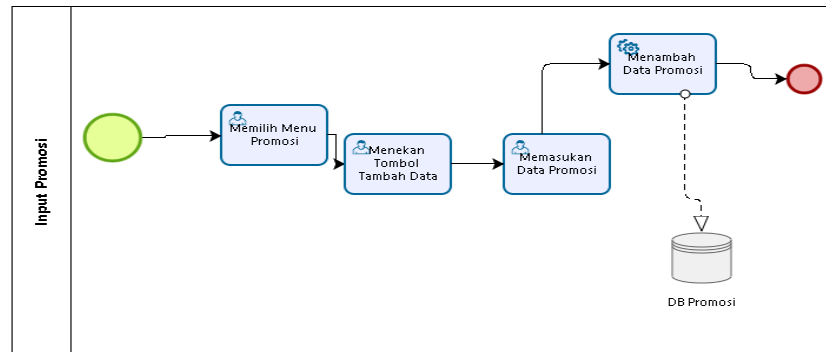 Input Promosi
Memilih Menu
Promosi
Menekan
Tombol
Tambah Data
Memasukan
Data Promosi
Menambah
Data Promosi
DB Promosi